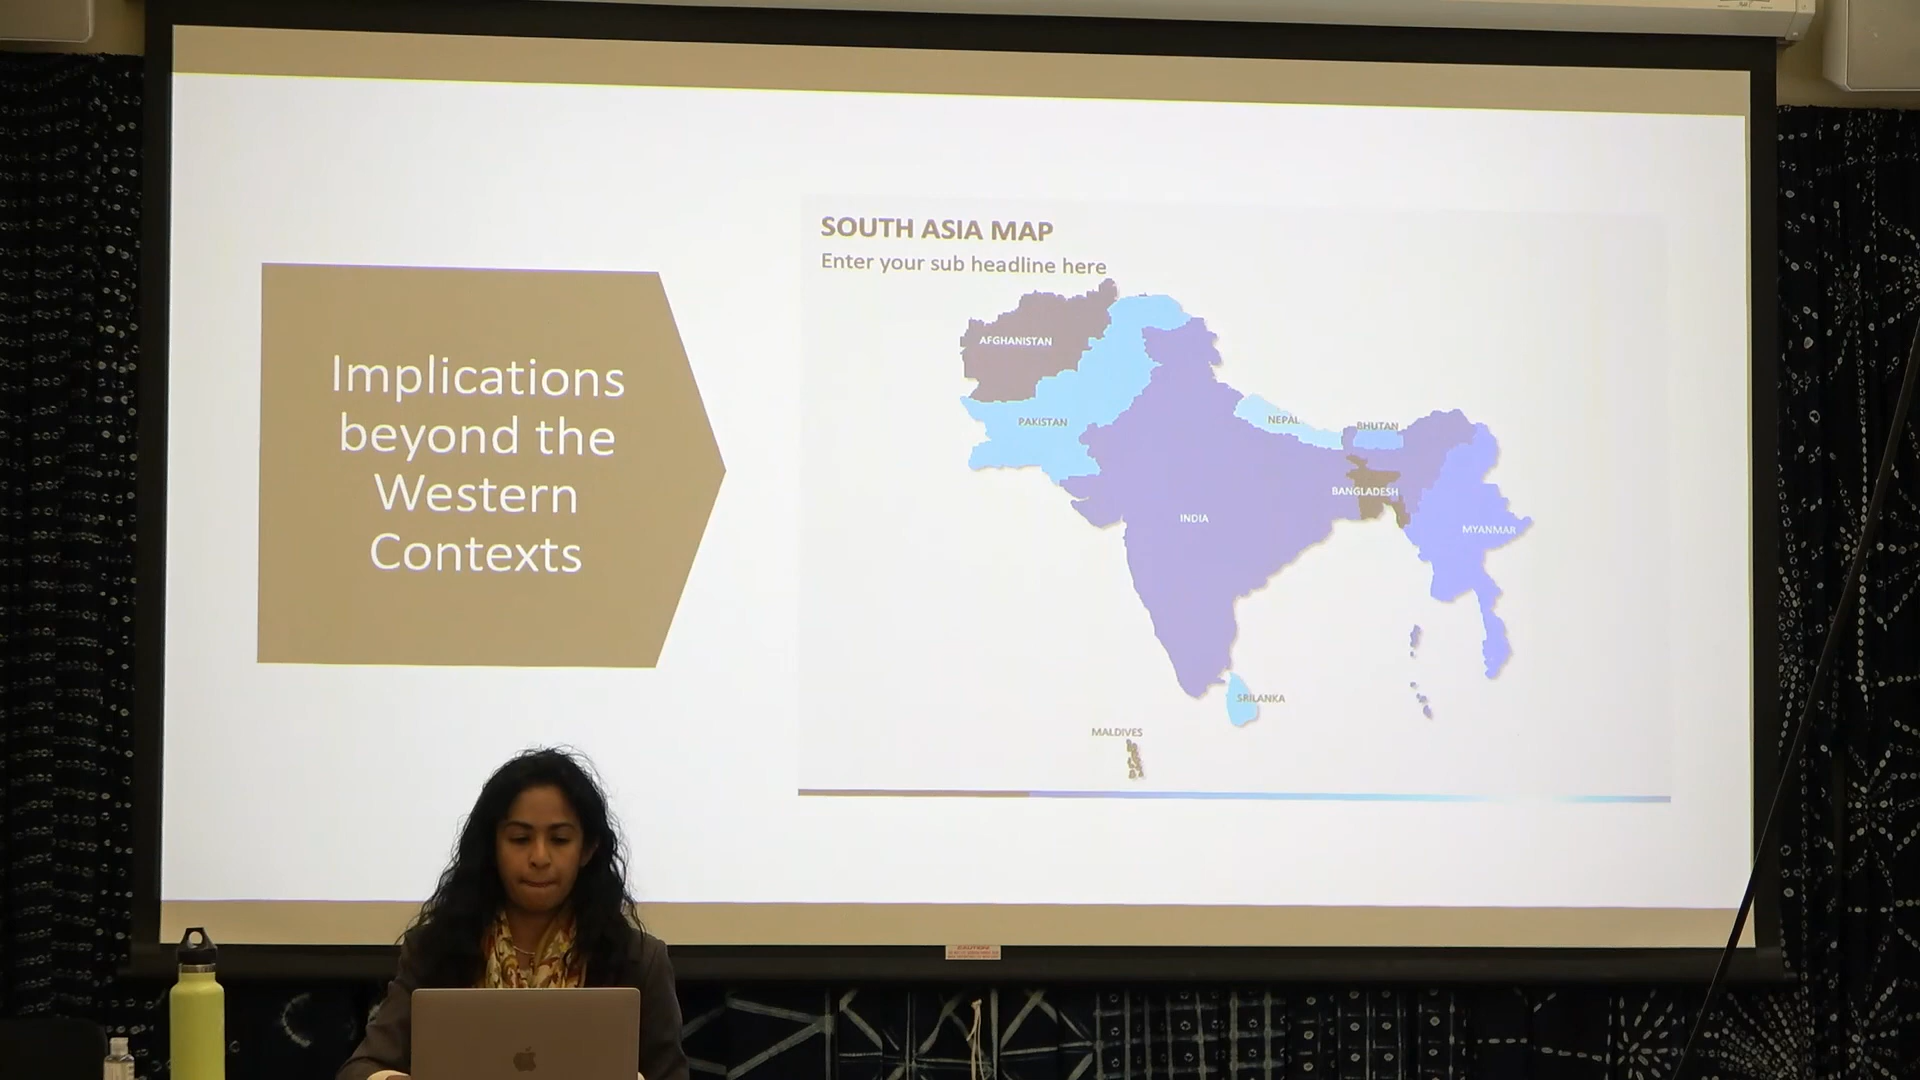 Implications
beyond the
Western
Contexts
SOUTH ASIA MAP
Enter your sub headline here
AFGHANISTAN
PAKISTAN
NEPAL
BHUTAN
BANGLADESH
INDIA
MYANMAR
SRILANKA
MALDIVES
CAUTION